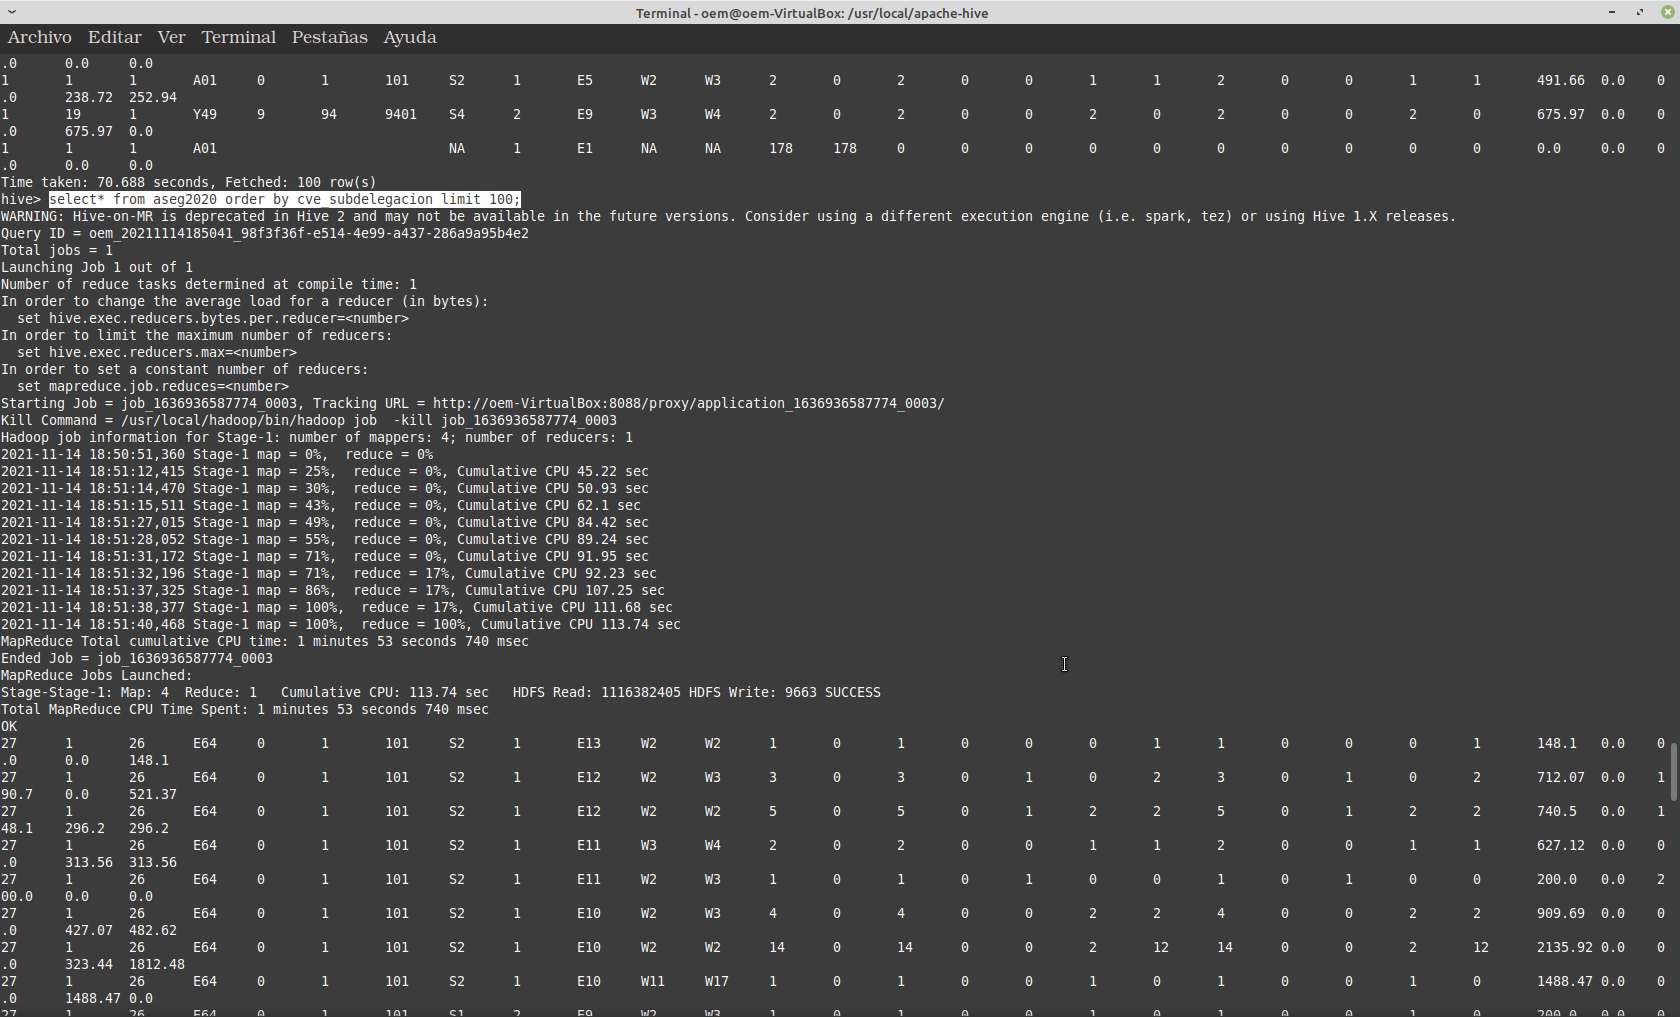 Terminal - oem@oem-VirtualBox: /usr/local/apache-hive
Archivo Editar Ver Terminal Pestañas Ayuda
.0 0.0 0.0
1 1 1 A01 0 1 101 S2 1 E5 W2 W3 2 0 2 0 0 1 1 2 0 0 1 1 491.66 0.0 0
.0 238.72 252.94
1 19 1 Y49 9 94 9401 S4 2 E9 W3 W4 2 0 2 0 0 2 0 2 0 0 2 0 675.97 0.0 0
.0 675.97 0.0
1 1 1 A01 NA 1 E1 NA NA 178 178 0 0 0 0 0 0 0 0 0 0 0.0 0.0 0
.0 0.0 0.0
Time taken: 70.688 seconds, Fetched: 100 row(s)
hive> select* from aseg2020 order by cve_subdelegacion limit 100;
WARNING: Hive-on-MR is deprecated in Hive 2 and may not be available in the future versions. Consider using a different execution engine (i.e. spark, tez) or using Hive 1.X releases.
Query ID = oem_20211114185041_98f3f36f-e514-4e99-a437-286a9a95b4e2
Total jobs = 1
Launching Job 1 out of 1
Number of reduce tasks determined at compile time: 1
In order to change the average load for a reducer (in bytes):
  set hive.exec.reducers.bytes.per.reducer=<number>
In order to limit the maximum number of reducers:
  set hive.exec.reducers.max=<number>
In order to set a constant number of reducers:
  set mapreduce.job.reduces=<number>
Starting Job = job_1636936587774_0003, Tracking URL = http://oem-VirtualBox:8088/proxy/application_1636936587774_0003/
Kill Command = /usr/local/hadoop/bin/hadoop job  -kill job_1636936587774_0003
Hadoop job information for Stage-1: number of mappers: 4; number of reducers: 1
2021-11-14 18:50:51,360 Stage-1 map = 0%,  reduce = 0%
2021-11-14 18:51:12,415 Stage-1 map = 25%,  reduce = 0%, Cumulative CPU 45.22 sec
2021-11-14 18:51:14,470 Stage-1 map = 30%,  reduce = 0%, Cumulative CPU 50.93 sec
2021-11-14 18:51:15,511 Stage-1 map = 43%,  reduce = 0%, Cumulative CPU 62.1 sec
2021-11-14 18:51:27,015 Stage-1 map = 49%,  reduce = 0%, Cumulative CPU 84.42 sec
2021-11-14 18:51:28,052 Stage-1 map = 55%,  reduce = 0%, Cumulative CPU 89.24 sec
2021-11-14 18:51:31,172 Stage-1 map = 71%,  reduce = 0%, Cumulative CPU 91.95 sec
2021-11-14 18:51:32,196 Stage-1 map = 71%,  reduce = 17%, Cumulative CPU 92.23 sec
2021-11-14 18:51:37,325 Stage-1 map = 86%,  reduce = 17%, Cumulative CPU 107.25 sec
2021-11-14 18:51:38,377 Stage-1 map = 100%,  reduce = 17%, Cumulative CPU 111.68 sec
2021-11-14 18:51:40,468 Stage-1 map = 100%,  reduce = 100%, Cumulative CPU 113.74 sec
MapReduce Total cumulative CPU time: 1 minutes 53 seconds 740 msec
Ended Job = job_1636936587774_0003
MapReduce Jobs Launched:
Stage-Stage-1: Map: 4  Reduce: 1   Cumulative CPU: 113.74 sec   HDFS Read: 1116382405 HDFS Write: 9663 SUCCESS
Total MapReduce CPU Time Spent: 1 minutes 53 seconds 740 msec
OK
27 1 26 E64 0 1 101 S2 1 E13 W2 W2 1 0 1 0 0 0 1 1 0 0 0 1 148.1 0.0 0
.0 0.0 148.1
27 1 26 E64 0 1 101 S2 1 E12 W2 W3 3 0 3 0 1 0 2 3 0 1 0 2 712.07 0.0 1
90.7 0.0 521.37
27 1 26 E64 0 1 101 S2 1 E12 W2 W2 5 0 5 0 1 2 2 5 0 1 2 2 740.5 0.0 1
48.1 296.2 296.2
27 1 26 E64 0 1 101 S2 1 E11 W3 W4 2 0 2 0 0 1 1 2 0 0 1 1 627.12 0.0 0
.0 313.56 313.56
27 1 26 E64 0 1 101 S2 1 E11 W2 W3 1 0 1 0 1 0 0 1 0 1 0 0 200.0 0.0 2
00.0 0.0 0.0
27 1 26 E64 0 1 101 S2 1 E10 W2 W3 4 0 4 0 0 2 2 4 0 0 2 2 909.69 0.0 0
.0 427.07 482.62
27 1 26 E64 0 1 101 S2 1 E10 W2 W2 14 0 14 0 0 2 12 14 0 0 2 12 2135.92 0.0 0
.0 323.44 1812.48
27 1 26 E64 0 1 101 S2 1 E10 W11 W17 1 0 1 0 0 1 0 1 0 0 1 0 1488.47 0.0 0
.0 1488.47 0.0
27 1 26 E64 0 1 101 S1 2 E9 W2 W3 1 0 1 0 0 1 0 1 0 0 1 0 200.0 0.0 0